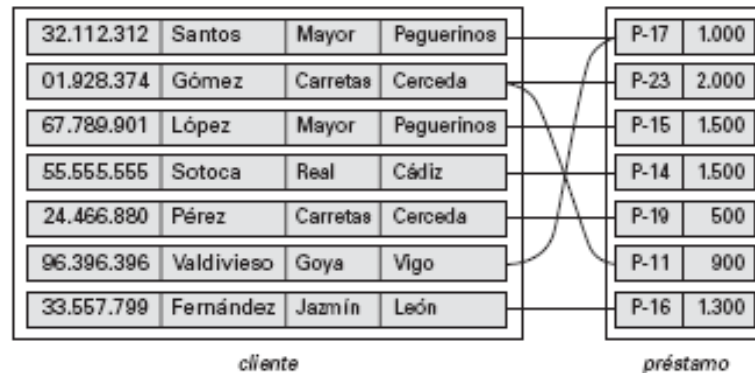 32.112.312 Santos Mayor Peguerinos P-17 1.000
01.928.374 Gómez Carretas Cerceda P-23 2.000
67.789.901 López Mayor Peguerinos P-15 1.500
55.555.555 Sotoca Real Cádiz P-14 1.500
24.466.880 Pérez Carretas Cerceda P-19 500
96.396.396 Valdivieso Goya Vigo P-11 900
33.557.799 Fernández Jazmín León P-16 1.300
cliente préstamo